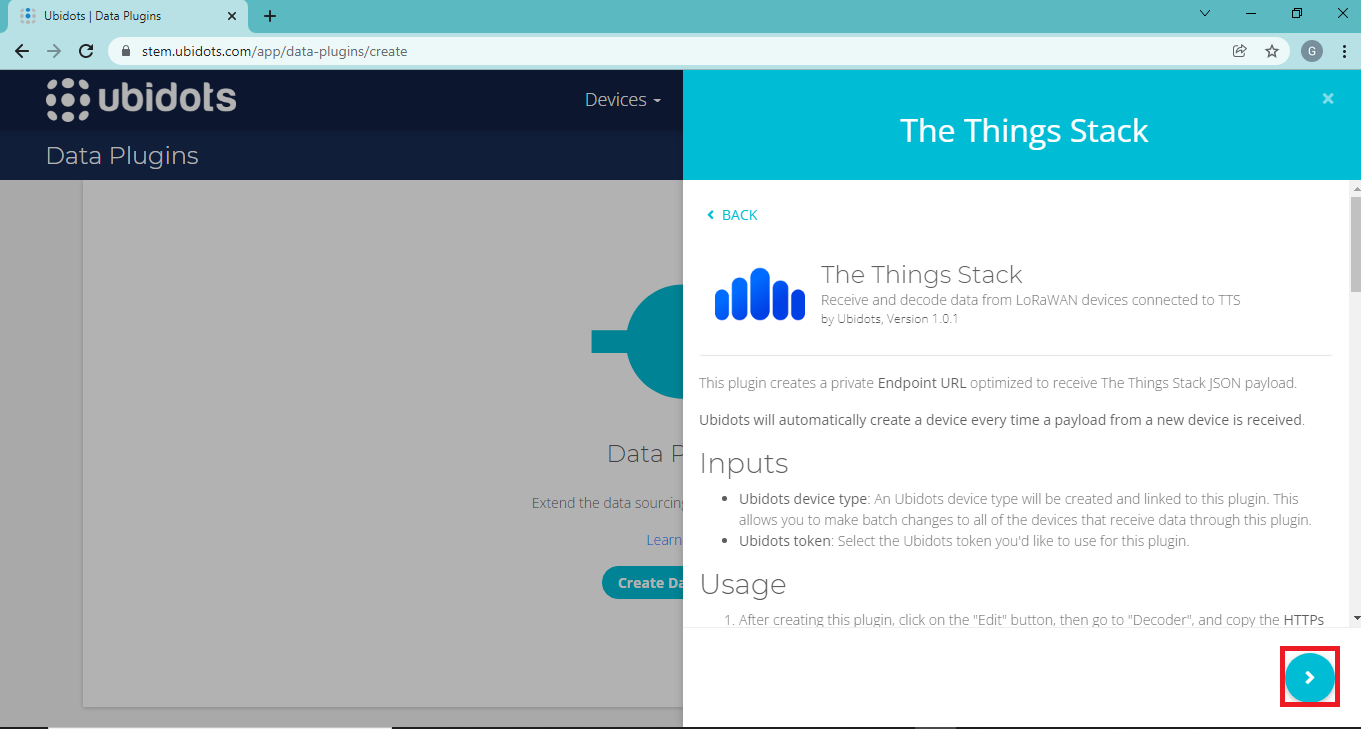 Ubidots | Data Plugins
stem.ubidots.com/app/data-plugins/create
G
ubidots
Devices
Data Plugins
Data P
Extend the data sourcing
Learn
Create Da
The Things Stack
BACK
The Things Stack
Receive and decode data from LoRaWAN devices connected to TTS
by Ubidots, Version 1.0.1
This plugin creates a private Endpoint URL optimized to receive The Things Stack JSON payload.
Ubidots will automatically create a device every time a payload from a new device is received.
Inputs
• Ubidots device type: An Ubidots device type will be created and linked to this plugin. This
allows you to make batch changes to all of the devices that receive data through this plugin.
• Ubidots token: Select the Ubidots token you'd like to use for this plugin.
Usage
1. After creating this plugin, click on the "Edit" button, then go to "Decoder", and copy the HTTPs